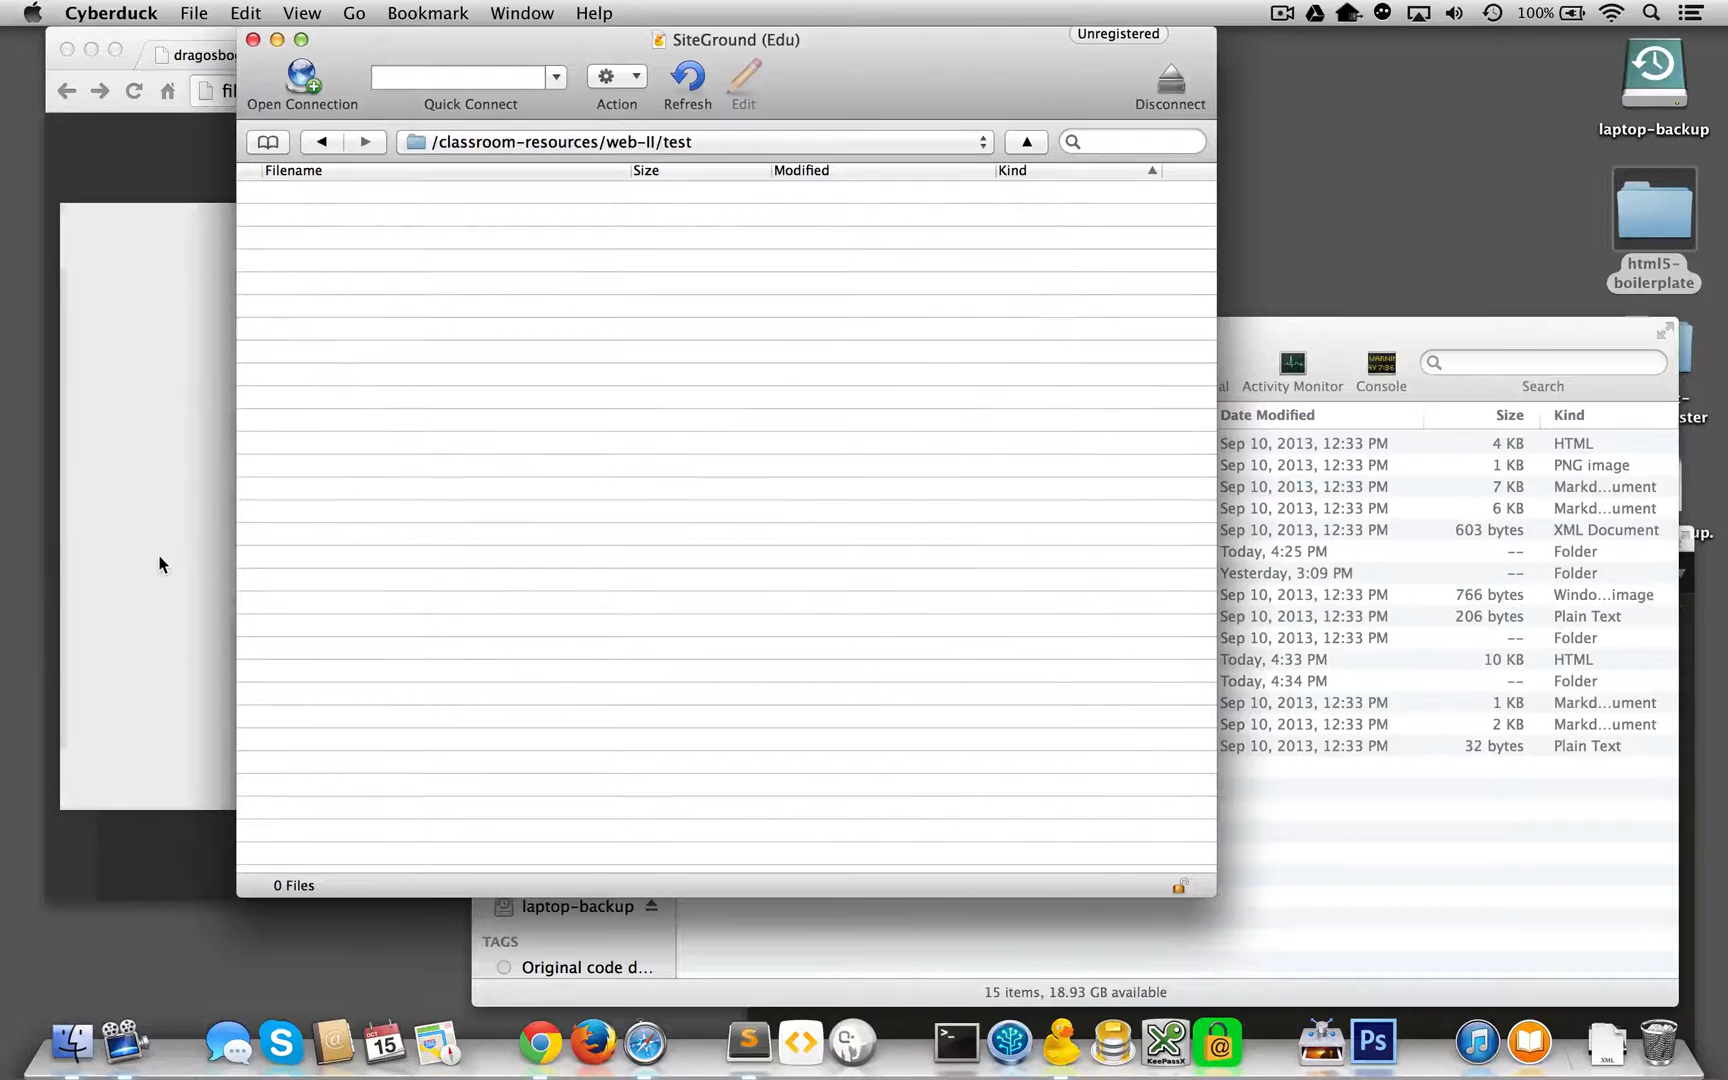 Cyberduck File Edit View Go Bookmark Window Help 100%
SiteGround (Edu)
Unregistered
dragosbo
Open Connection Quick Connect Action Refresh Edit Disconnect
/classroom-resources/web-II/test
Filename Size Modified Kind
laptop-backup
html5-
boilerplate
Activity Monitor Console Search
Date Modified Size Kind
Sep 10, 2013, 12:33 PM 4 KB HTML
Sep 10, 2013, 12:33 PM 1 KB PNG image
Sep 10, 2013, 12:33 PM 7 KB Markd...ument
Sep 10, 2013, 12:33 PM 6 KB Markd...ument
Sep 10, 2013, 12:33 PM 603 bytes XML Document
Today, 4:25 PM -- Folder
Yesterday, 3:09 PM -- Folder
Sep 10, 2013, 12:33 PM 766 bytes Windo...image
Sep 10, 2013, 12:33 PM 206 bytes Plain Text
Sep 10, 2013, 12:33 PM -- Folder
Today, 4:33 PM 10 KB HTML
Today, 4:34 PM -- Folder
Sep 10, 2013, 12:33 PM 1 KB Markd...ument
Sep 10, 2013, 12:33 PM 2 KB Markd...ument
Sep 10, 2013, 12:33 PM 32 bytes Plain Text
0 Files
laptop-backup
TAGS
Original code d...
15 items, 18.93 GB available
OCT
15
KeePassX
Ps
XML